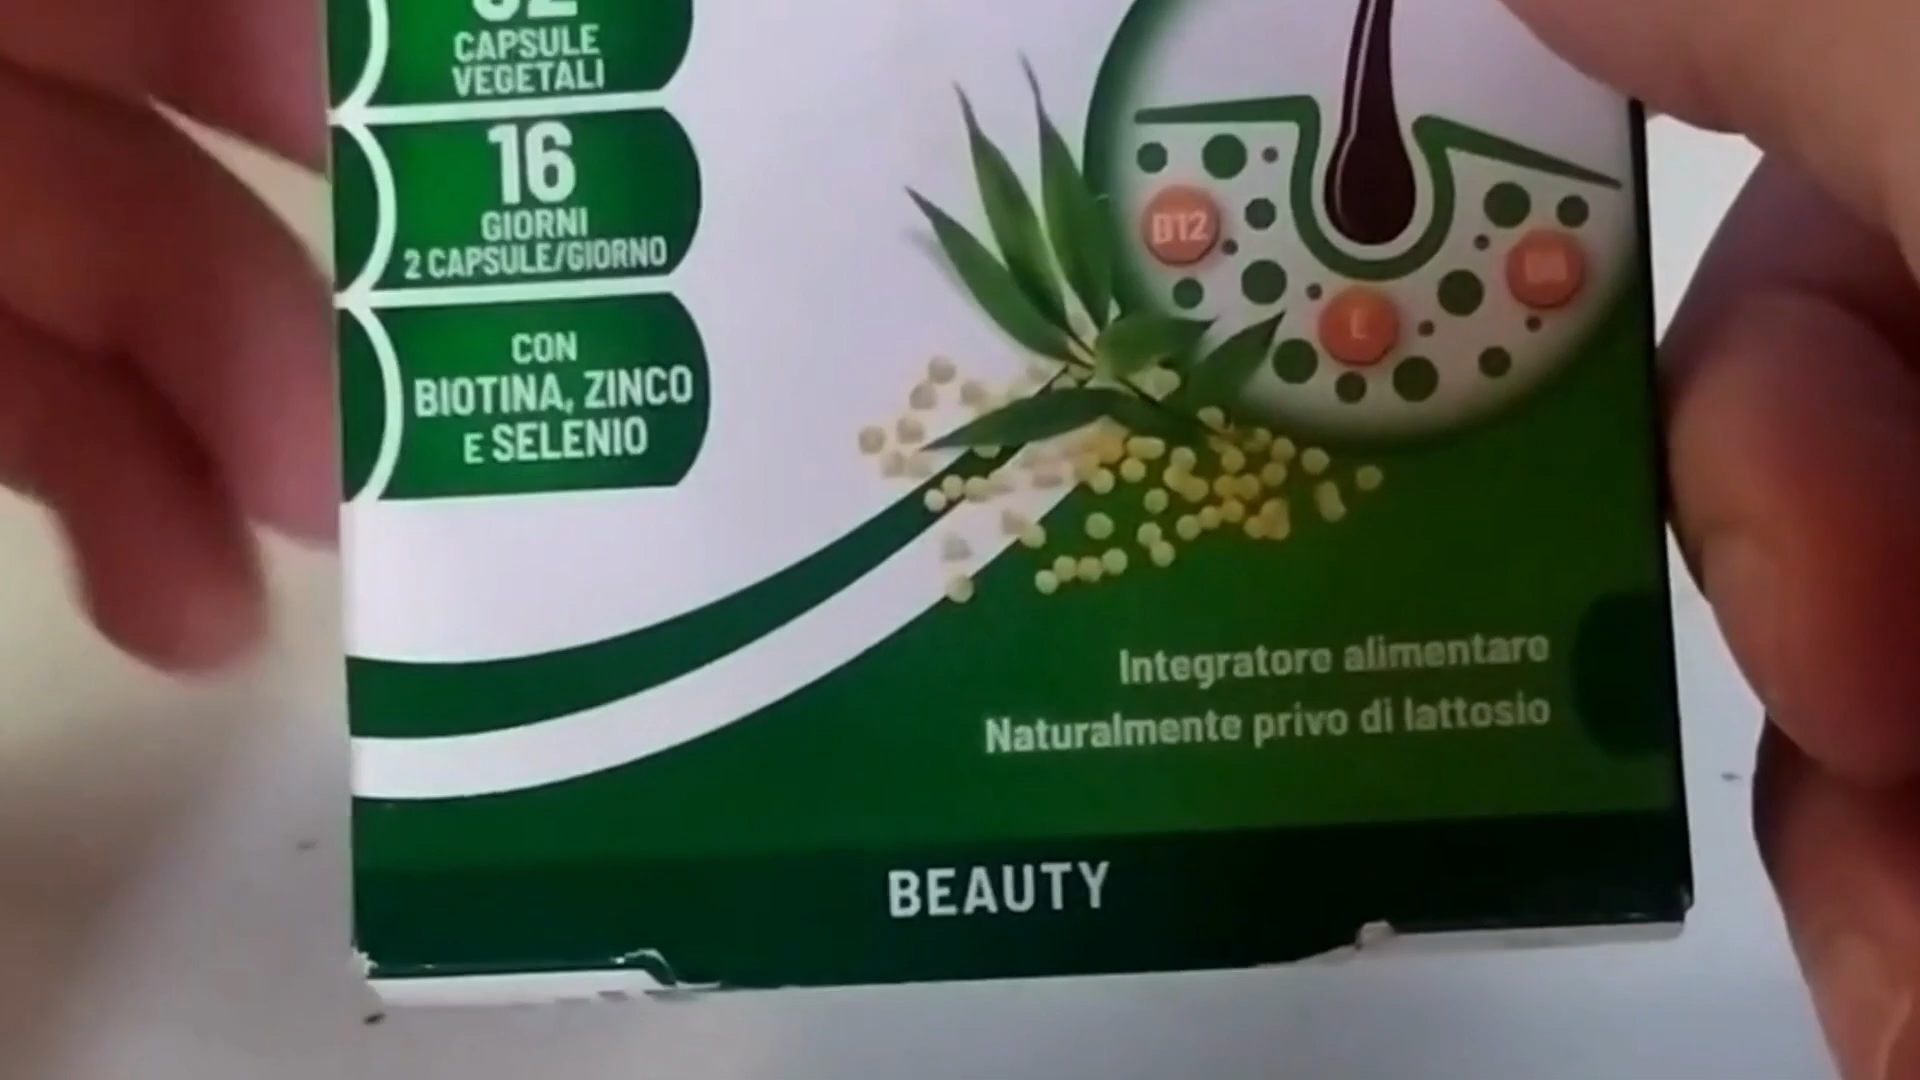 CAPSULE
VEGETALI
16
GIORNI
2 CAPSULE/GIORNO
CON
BIOTINA, ZINCO
E SELENIO
B12
L
Integratore alimentare
Naturalmente privo di lattosio
BEAUTY